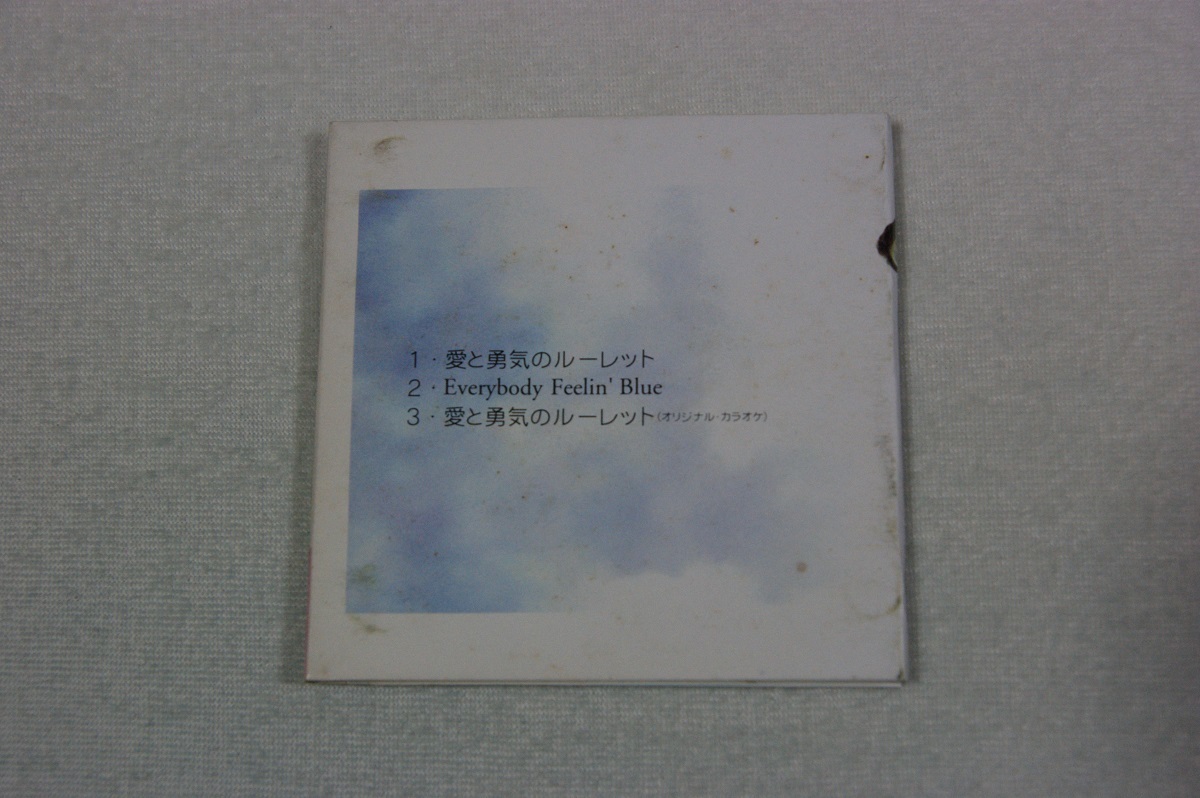 1・愛と勇気のルーレット
2・Everybody Feelin' Blue
3・愛と勇気のルーレット(オリジナル・カラオケ)